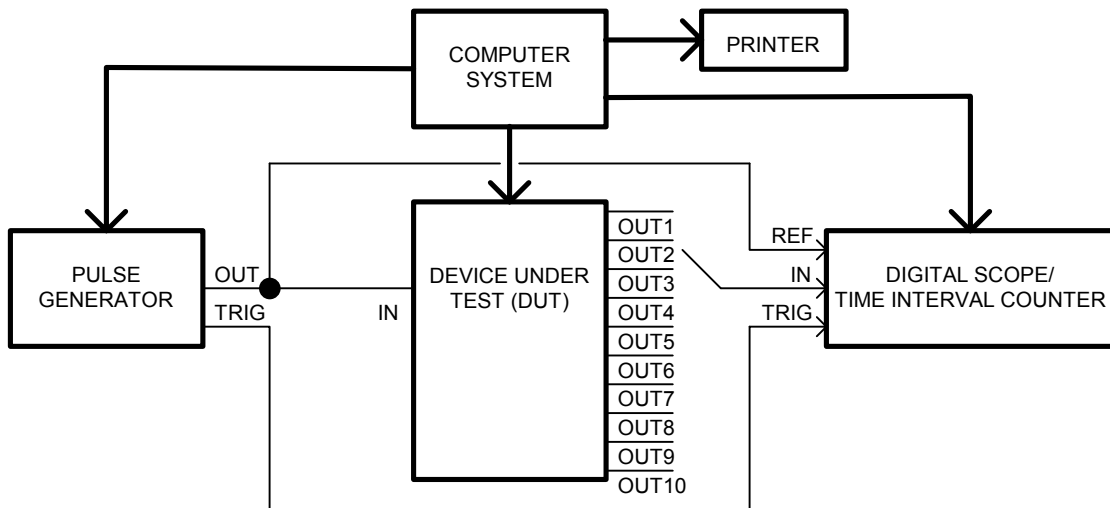 COMPUTER
SYSTEM
PRINTER
PULSE
GENERATOR
OUT
TRIG
IN
DEVICE UNDER
TEST (DUT)
OUT1
OUT2
OUT3
OUT4
OUT5
OUT6
OUT7
OUT8
OUT9
OUT10
REF
IN
TRIG
DIGITAL SCOPE/
TIME INTERVAL COUNTER